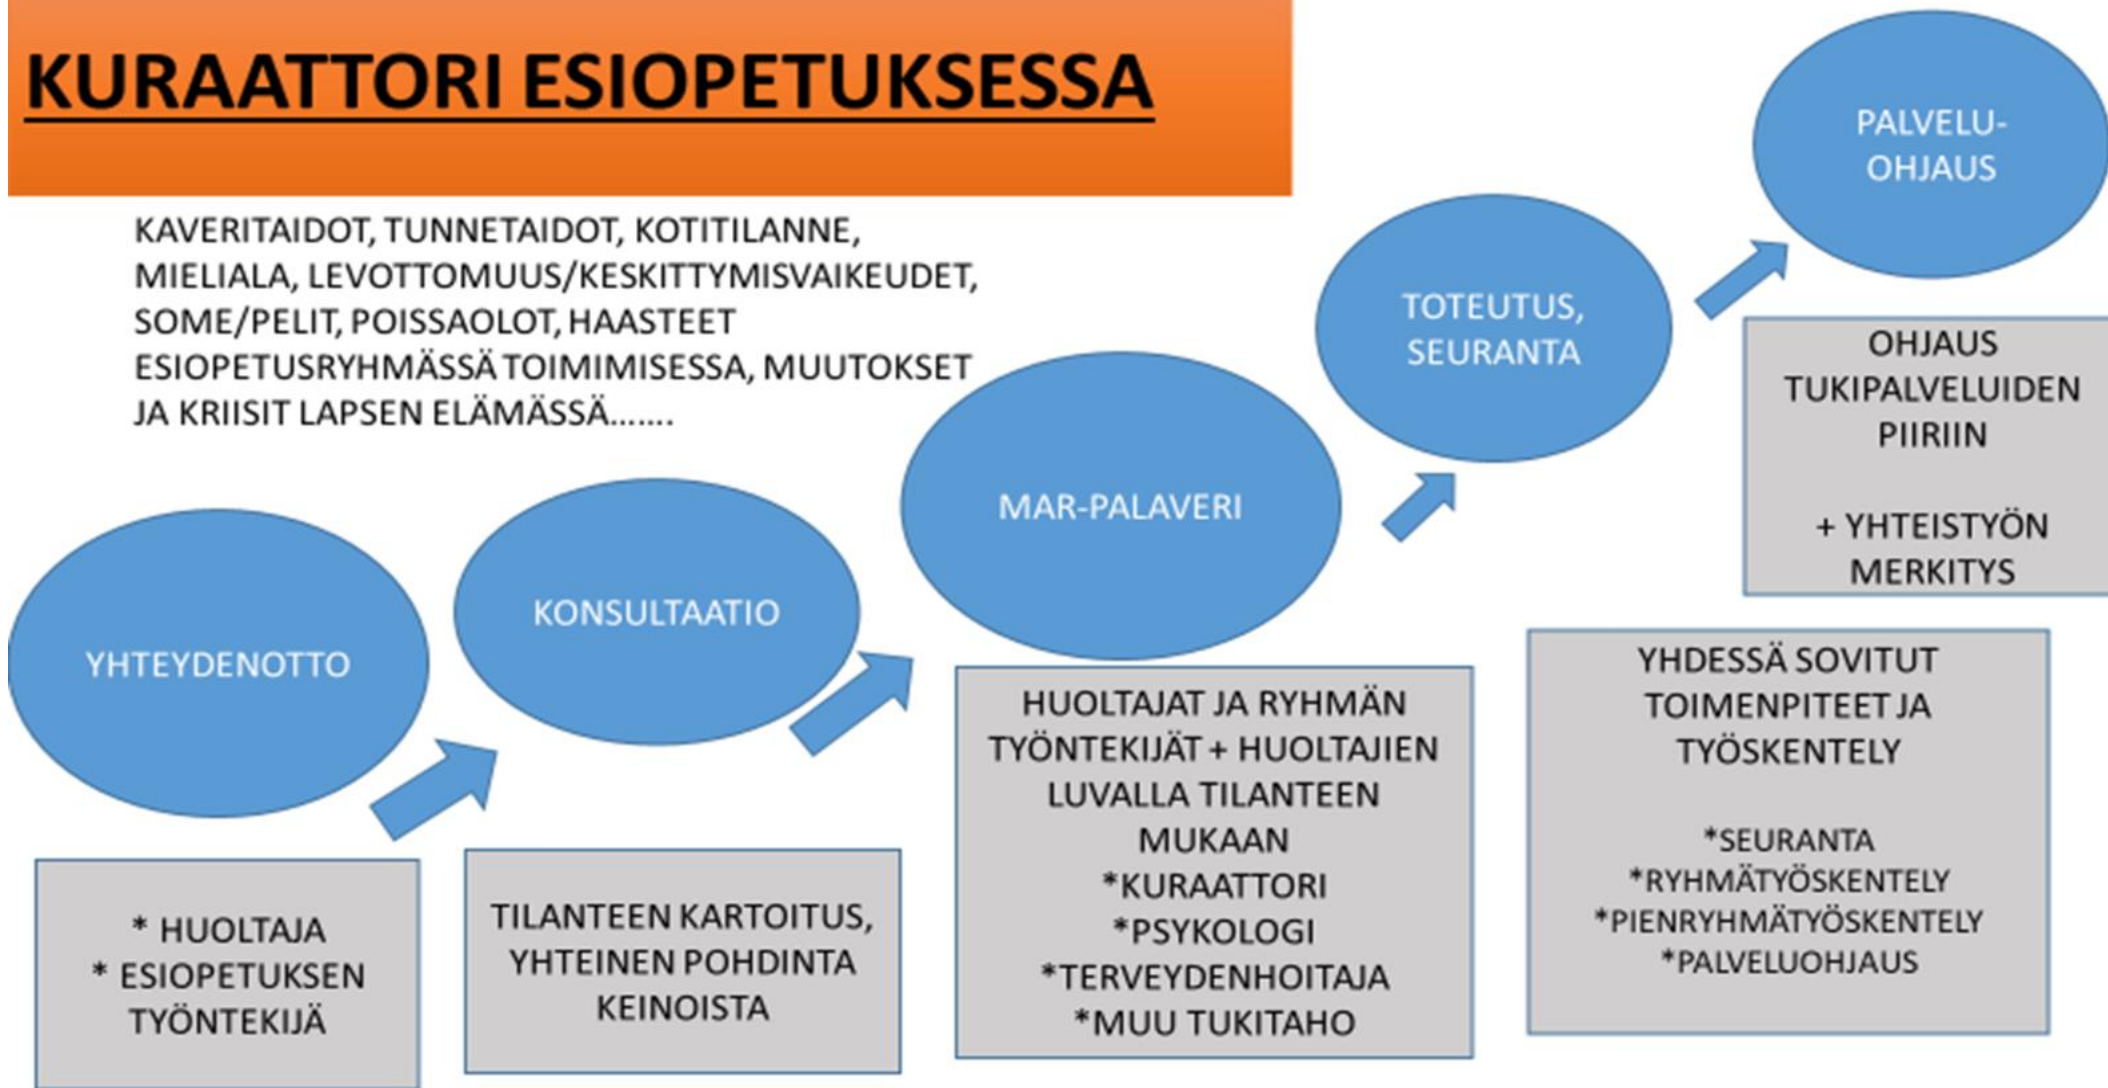 KURAATTORI ESIOPETUKSESSA
KAVERITAIDOT, TUNNETAIDOT, KOTITILANNE,
MIELIALA, LEVOTTOMUUS/KESKITTYMISVAIKEUDET,
SOME/PELIT, POISSAOLOT, HAASTEET
ESIOPETUSRYHMÄSSÄ TOIMIMISESSA, MUUTOKSET
JA KRIISIT LAPSEN ELÄMÄSSÄ.......
YHTEYDENOTTO
* HUOLTAJA
* ESIOPETUKSEN
TYÖNTEKIJÄ
KONSULTAATIO
TILANTEEN KARTOITUS,
YHTEINEN POHDINTA
KEINOISTA
MAR-PALAVERI
HUOLTAJAT JA RYHMÄN
TYÖNTEKIJÄT + HUOLTAJIEN
LUVALLA TILANTEEN
MUKAAN
*KURAATTORI
*PSYKOLOGI
*TERVEYDENHOITAJA
*MUU TUKITAHO
TOTEUTUS,
SEURANTA
YHDESSÄ SOVITUT
TOIMENPITEET JA
TYÖSKENTELY
*SEURANTA
*RYHMÄTYÖSKENTELY
*PIENRYHMÄTYÖSKENTELY
*PALVELUOHJAUS
PALVELU-
OHJAUS
OHJAUS
TUKIPALVELUIDEN
PIIRIIN
+ YHTEISTYÖN
MERKITYS